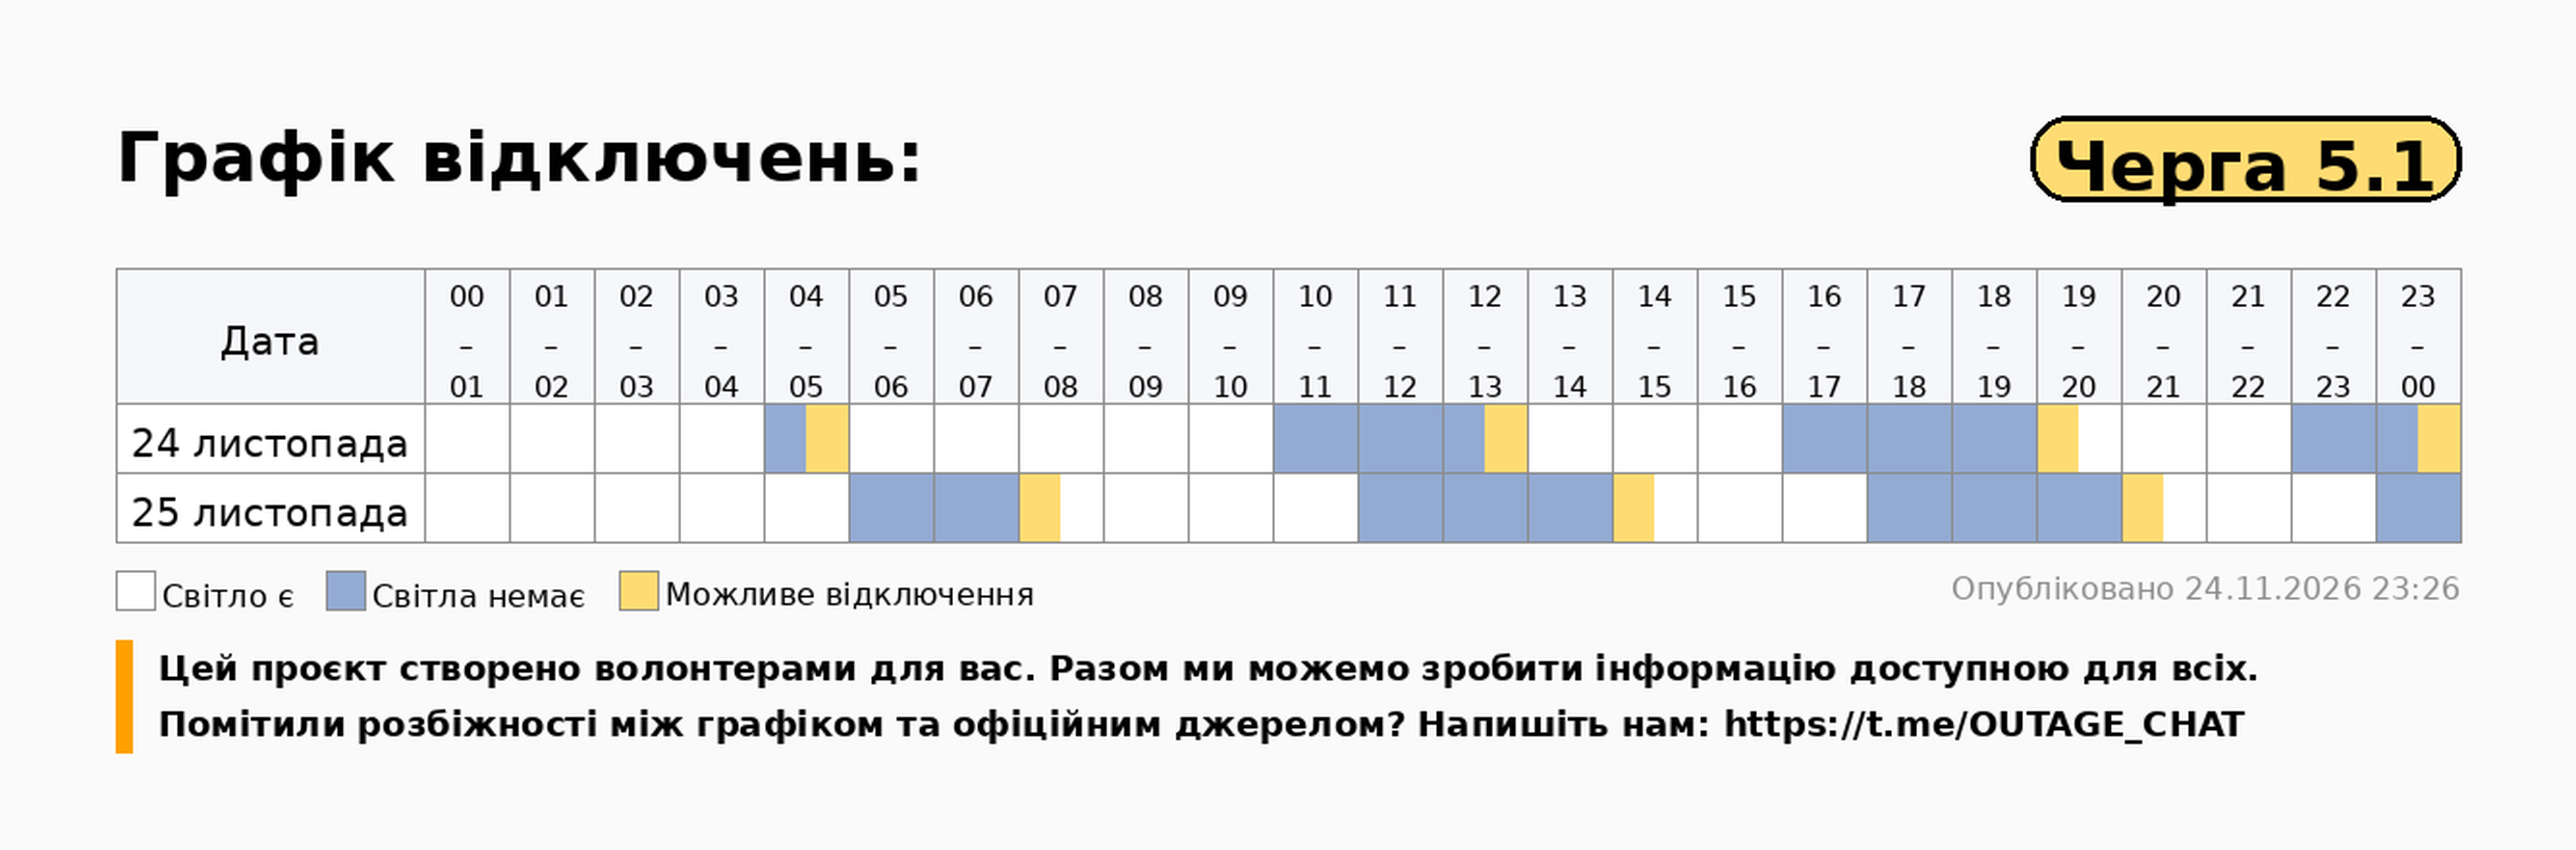 Графік відключень:
Черга 5.1
Дата 00 – 01 01 – 02 02 – 03 03 – 04 04 – 05 05 – 06 06 – 07 07 – 08 08 – 09 09 – 10 10 – 11 11 – 12 12 – 13 13 – 14 14 – 15 15 – 16 16 – 17 17 – 18 18 – 19 19 – 20 20 – 21 21 – 22 22 – 23 23 – 00
24 листопада
25 листопада
Світло є Світла немає Можливе відключення
Опубліковано 24.11.2026 23:26
Цей проєкт створено волонтерами для вас. Разом ми можемо зробити інформацію доступною для всіх.
Помітили розбіжності між графіком та офіційним джерелом? Напишіть нам: https://t.me/OUTAGE_CHAT